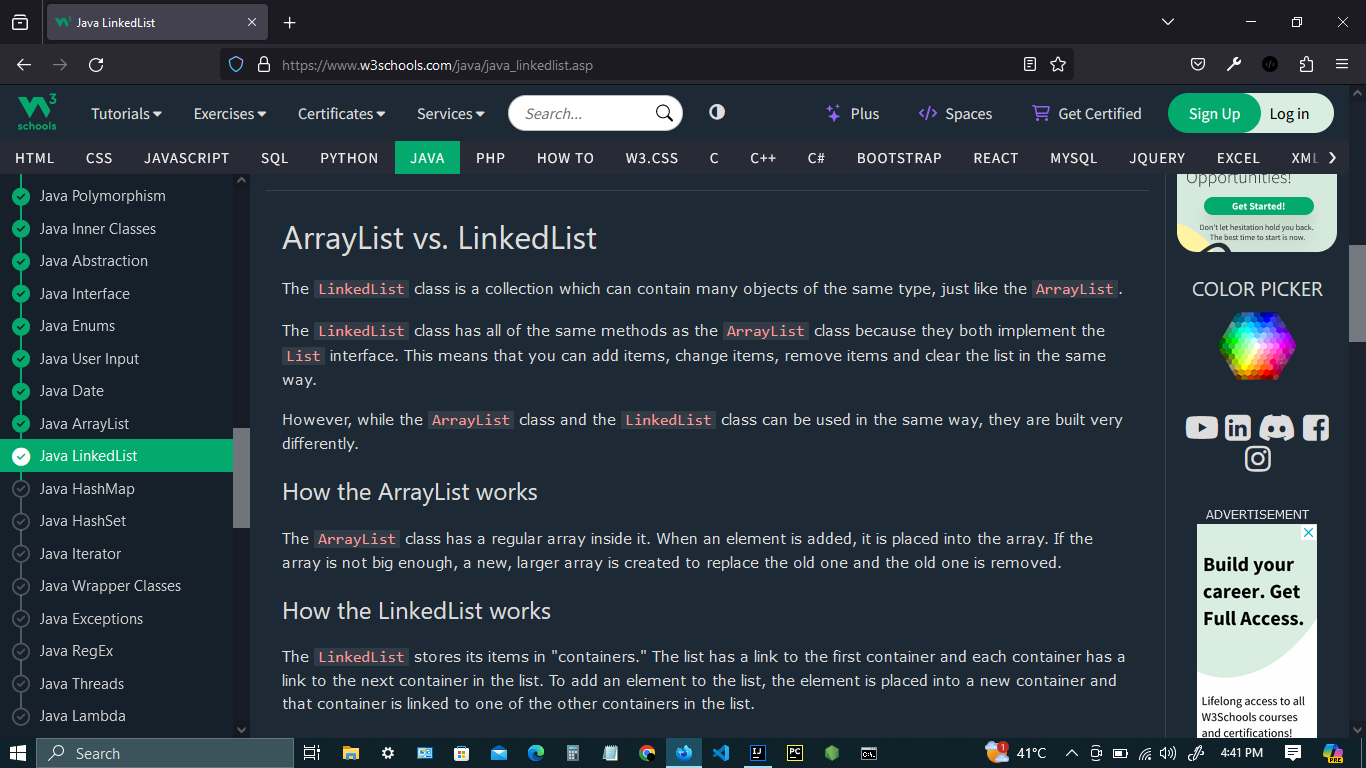 Java LinkedList
https://www.w3schools.com/java/java_linkedlist.asp
W3 schools
Tutorials
Exercises
Certificates
Services
Search...
Plus
Spaces
Get Certified
Sign Up
Log in
HTML CSS JAVASCRIPT SQL PYTHON JAVA PHP HOW TO W3.CSS C C++ C# BOOTSTRAP REACT MYSQL JQUERY EXCEL XML
Java Polymorphism
Java Inner Classes
Java Abstraction
Java Interface
Java Enums
Java User Input
Java Date
Java ArrayList
Java LinkedList
Java HashMap
Java HashSet
Java Iterator
Java Wrapper Classes
Java Exceptions
Java RegEx
Java Threads
Java Lambda
ArrayList vs. LinkedList
The LinkedList class is a collection which can contain many objects of the same type, just like the ArrayList.
The LinkedList class has all of the same methods as the ArrayList class because they both implement the
List interface. This means that you can add items, change items, remove items and clear the list in the same
way.
However, while the ArrayList class and the LinkedList class can be used in the same way, they are built very
differently.
How the ArrayList works
The ArrayList class has a regular array inside it. When an element is added, it is placed into the array. If the
array is not big enough, a new, larger array is created to replace the old one and the old one is removed.
How the LinkedList works
The LinkedList stores its items in "containers." The list has a link to the first container and each container has a
link to the next container in the list. To add an element to the list, the element is placed into a new container and
that container is linked to one of the other containers in the list.
Opportunities!
Get Started!
Don't let hesitation hold you back.
The best time to start is now.
COLOR PICKER
ADVERTISEMENT
Build your
career. Get
Full Access.
Lifelong access to all
W3Schools courses
and certifications!
Search
1
41°C
4:41 PM